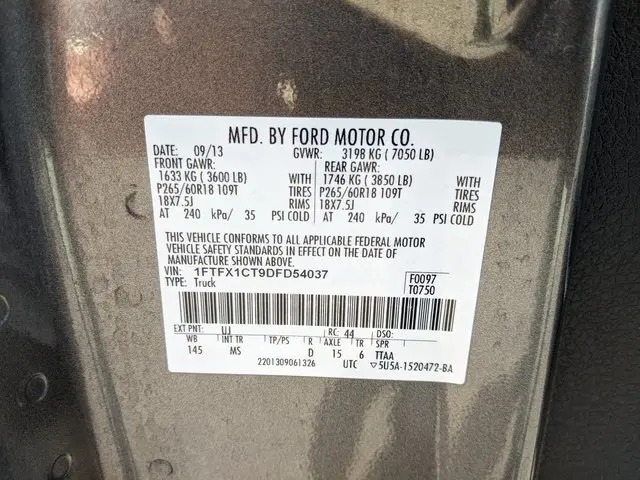 MFD. BY FORD MOTOR CO.
DATE: 09/13 GVWR: 3198 KG ( 7050 LB)
FRONT GAWR: REAR GAWR:
1633 KG ( 3600 LB) WITH 1746 KG ( 3850 LB) WITH
P265/60R18 109T TIRES P265/60R18 109T TIRES
18X7.5J RIMS 18X7.5J RIMS
AT 240 kPa/ 35 PSI COLD AT 240 kPa/ 35 PSI COLD
THIS VEHICLE CONFORMS TO ALL APPLICABLE FEDERAL MOTOR
VEHICLE SAFETY STANDARDS IN EFFECT ON THE DATE OF
MANUFACTURE SHOWN ABOVE.
VIN: 1FTFX1CT9DFD54037 F0097
TYPE: Truck T0750
EXT PNT: UJ RC: 44 DSO:
WB INT TR TP/PS R AXLE TR SPR
145 MS D 15 6 TTAA
2201309061326 UTC ▽5U5A-1520472-BA